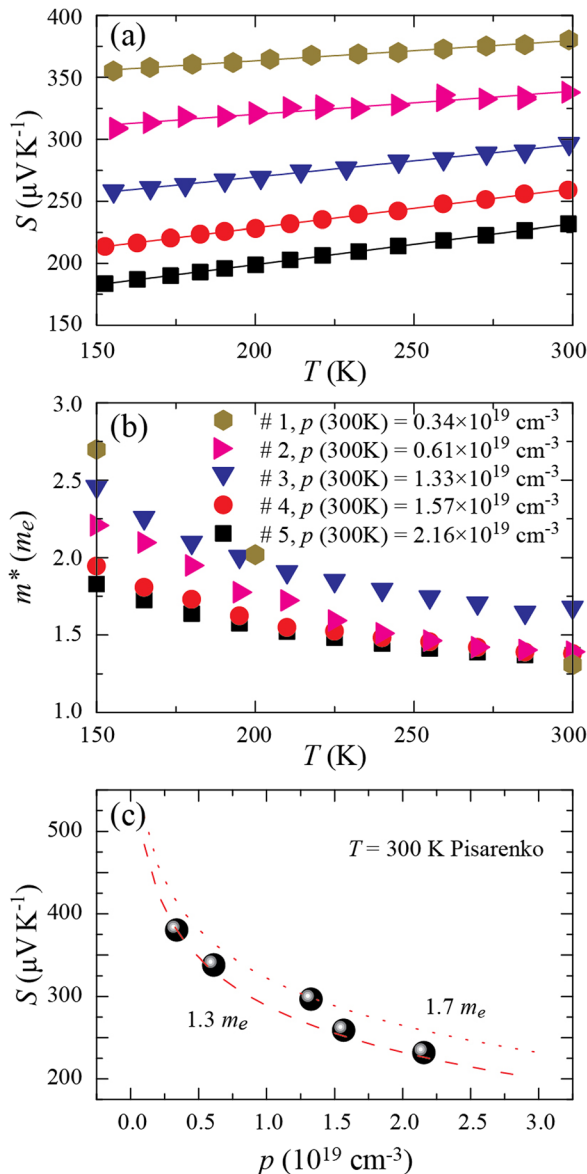 (a)
400
350
300
250
200
150
S (μV K⁻¹)
150 200 250 300
T (K)
(b)
3.0
2.5
2.0
1.5
1.0
m* (mₑ)
# 1, p (300K) = 0.34×10¹⁹ cm⁻³
# 2, p (300K) = 0.61×10¹⁹ cm⁻³
# 3, p (300K) = 1.33×10¹⁹ cm⁻³
# 4, p (300K) = 1.57×10¹⁹ cm⁻³
# 5, p (300K) = 2.16×10¹⁹ cm⁻³
150 200 250 300
T (K)
(c)
500
400
300
200
S (μV K⁻¹)
T = 300 K Pisarenko
1.3 mₑ
1.7 mₑ
0.0 0.5 1.0 1.5 2.0 2.5 3.0
p (10¹⁹ cm⁻³)